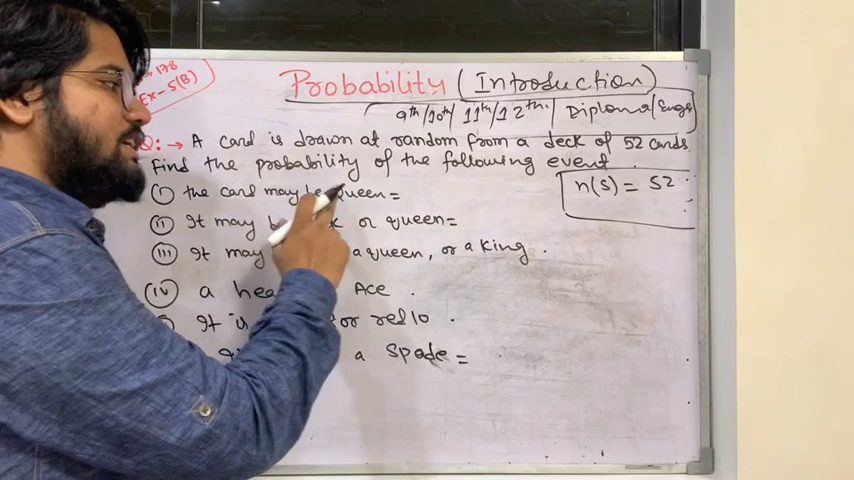 → 178
Ex-5(B)
Probability (Introduction)
9th/10th/ 11th/12th. | Diploma/Engg
Q: → A card is drawn at random from a deck of 52 cards.
Find the probability of the following event.
n(s) = 52
(i) the card may be queen =
(ii) It may or queen =
(iii) It may a queen, or a king.
(iv) a Ace.
It is or red 10.
a spade =